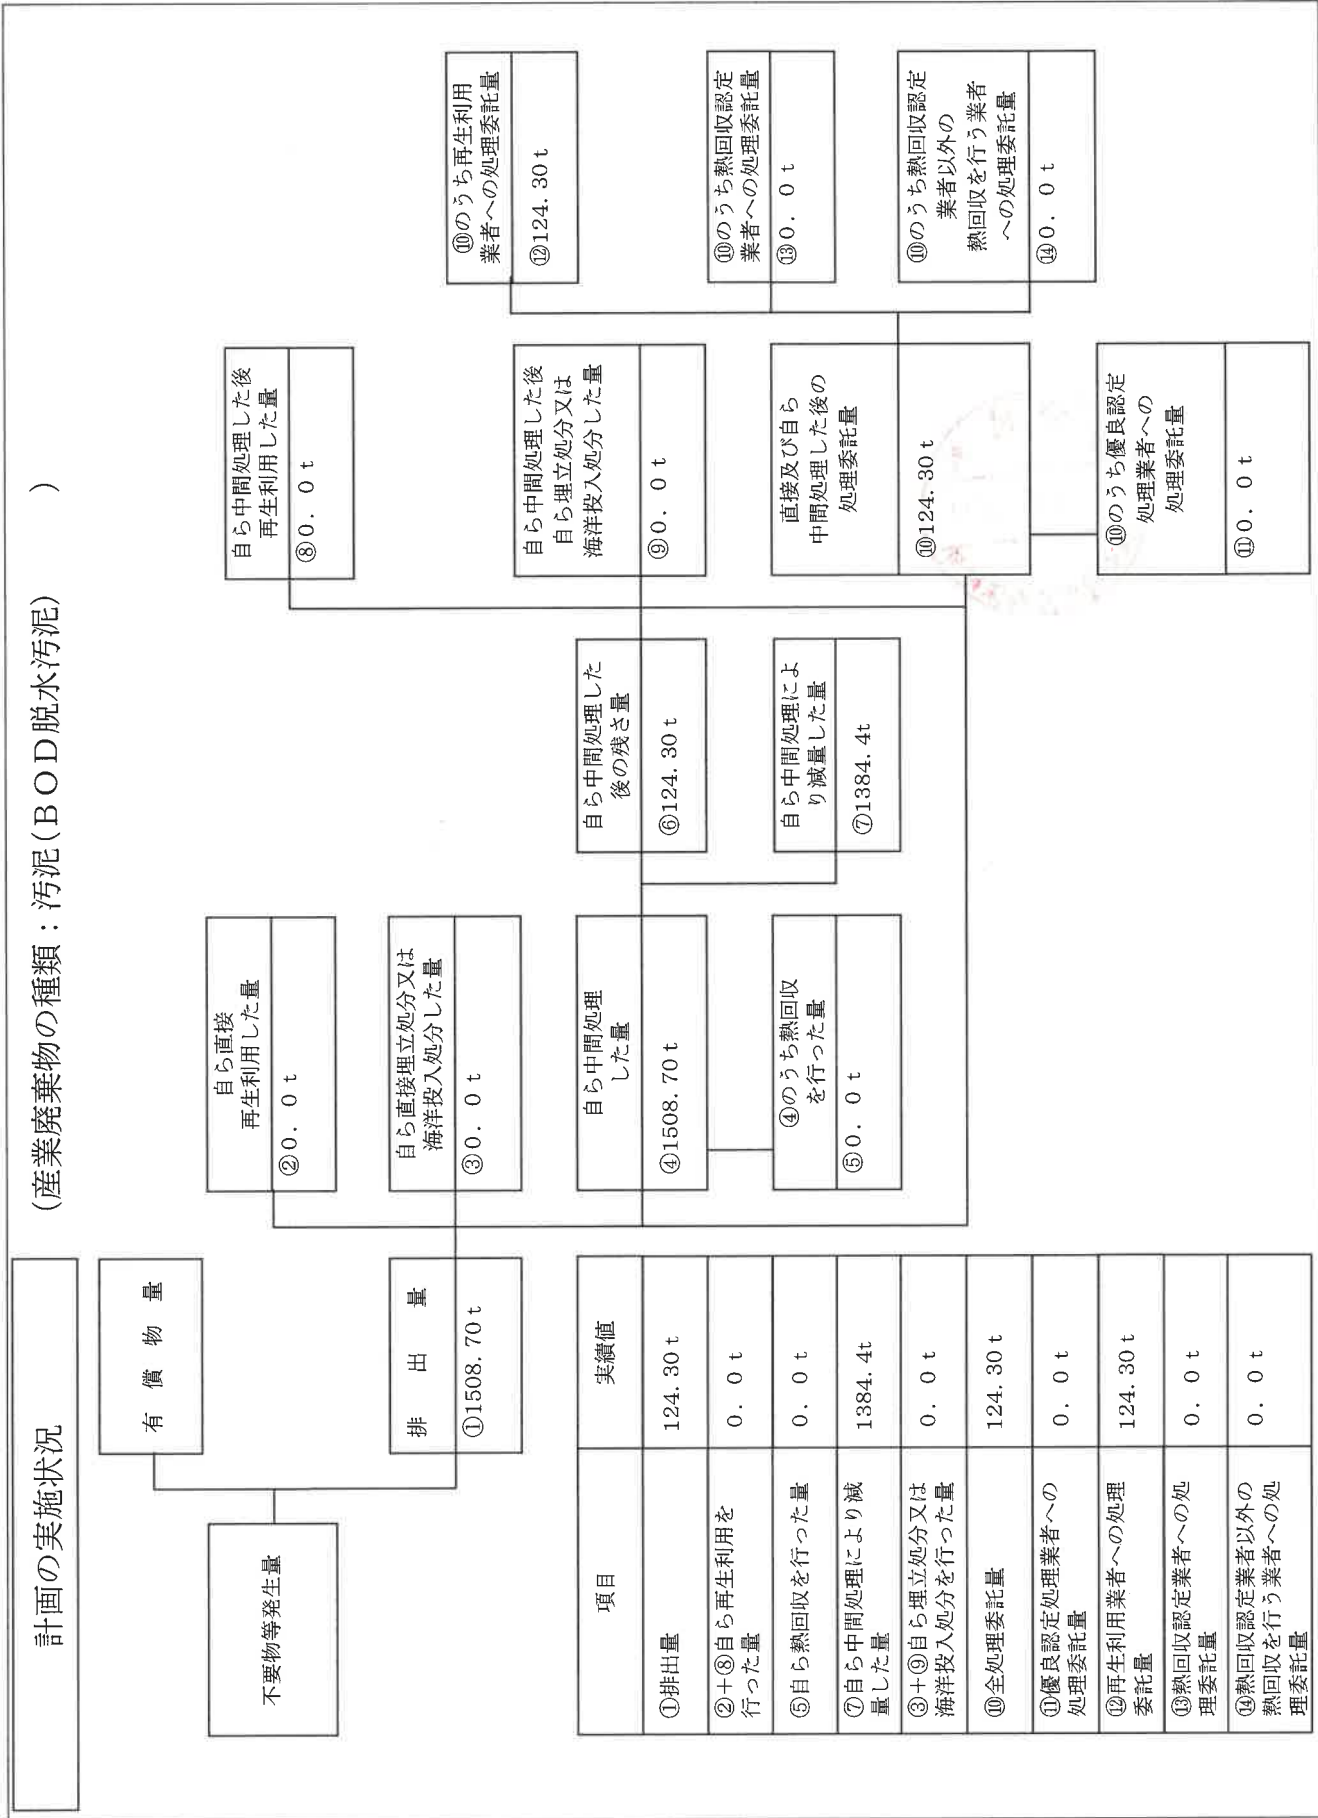 計画の実施状況
(産業廃棄物の種類：汚泥(ＢＯＤ脱水汚泥) )
不要物等発生量
有償物量
排出量
①1508.70ｔ
自ら直接
再生利用した量
②0.0ｔ
自ら直接埋立処分又は
海洋投入処分した量
③0.0ｔ
自ら中間処理
した量
④1508.70ｔ
④のうち熱回収
を行った量
⑤0.0ｔ
自ら中間処理した
後の残さ量
⑥124.30ｔ
自ら中間処理によ
り減量した量
⑦1384.4t
自ら中間処理した後
再生利用した量
⑧0.0ｔ
自ら中間処理した後
自ら埋立処分又は
海洋投入処分した量
⑨0.0ｔ
直接及び自ら
中間処理した後の
処理委託量
⑩124.30ｔ
⑩のうち優良認定
処理業者への
処理委託量
⑪0.0ｔ
⑩のうち再生利用
業者への処理委託量
⑫124.30ｔ
⑩のうち熱回収認定
業者への処理委託量
⑬0.0ｔ
⑩のうち熱回収認定
業者以外の
熱回収を行う業者
への処理委託量
⑭0.0ｔ
項目 実績値
①排出量 124.30ｔ
②+⑧自ら再生利用を
行った量 0.0ｔ
⑤自ら熱回収を行った量 0.0ｔ
⑦自ら中間処理により減
量した量 1384.4t
③+⑨自ら埋立処分又は
海洋投入処分を行った量 0.0ｔ
⑩全処理委託量 124.30ｔ
⑪優良認定処理業者への
処理委託量 0.0ｔ
⑫再生利用業者への処理
委託量 124.30ｔ
⑬熱回収認定業者への処
理委託量 0.0ｔ
⑭熱回収認定業者以外の
熱回収を行う業者への処
理委託量 0.0ｔ